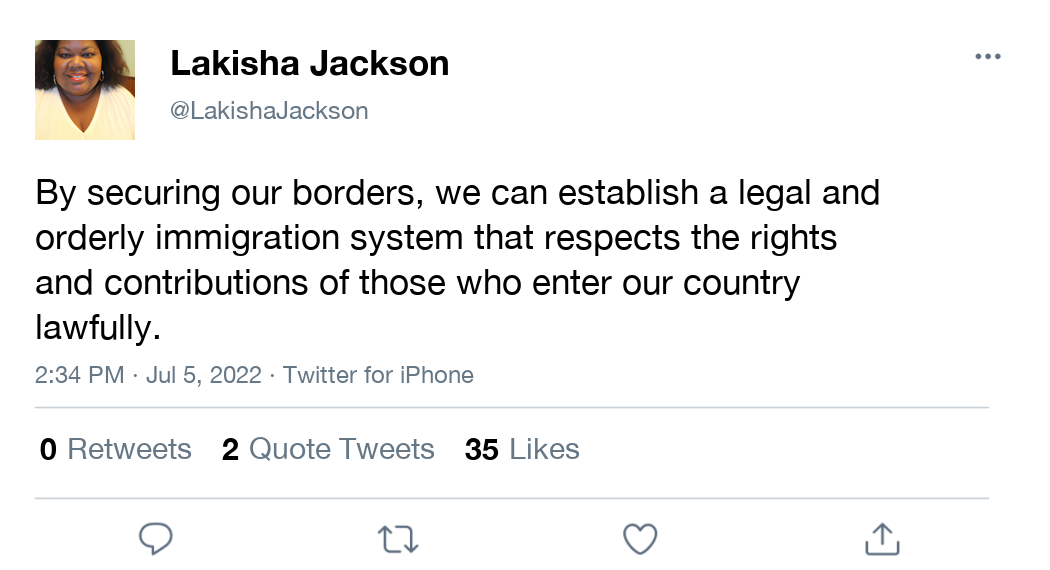 Lakisha Jackson
@LakishaJackson
By securing our borders, we can establish a legal and
orderly immigration system that respects the rights
and contributions of those who enter our country
lawfully.
2:34 PM · Jul 5, 2022 · Twitter for iPhone
0 Retweets 2 Quote Tweets 35 Likes